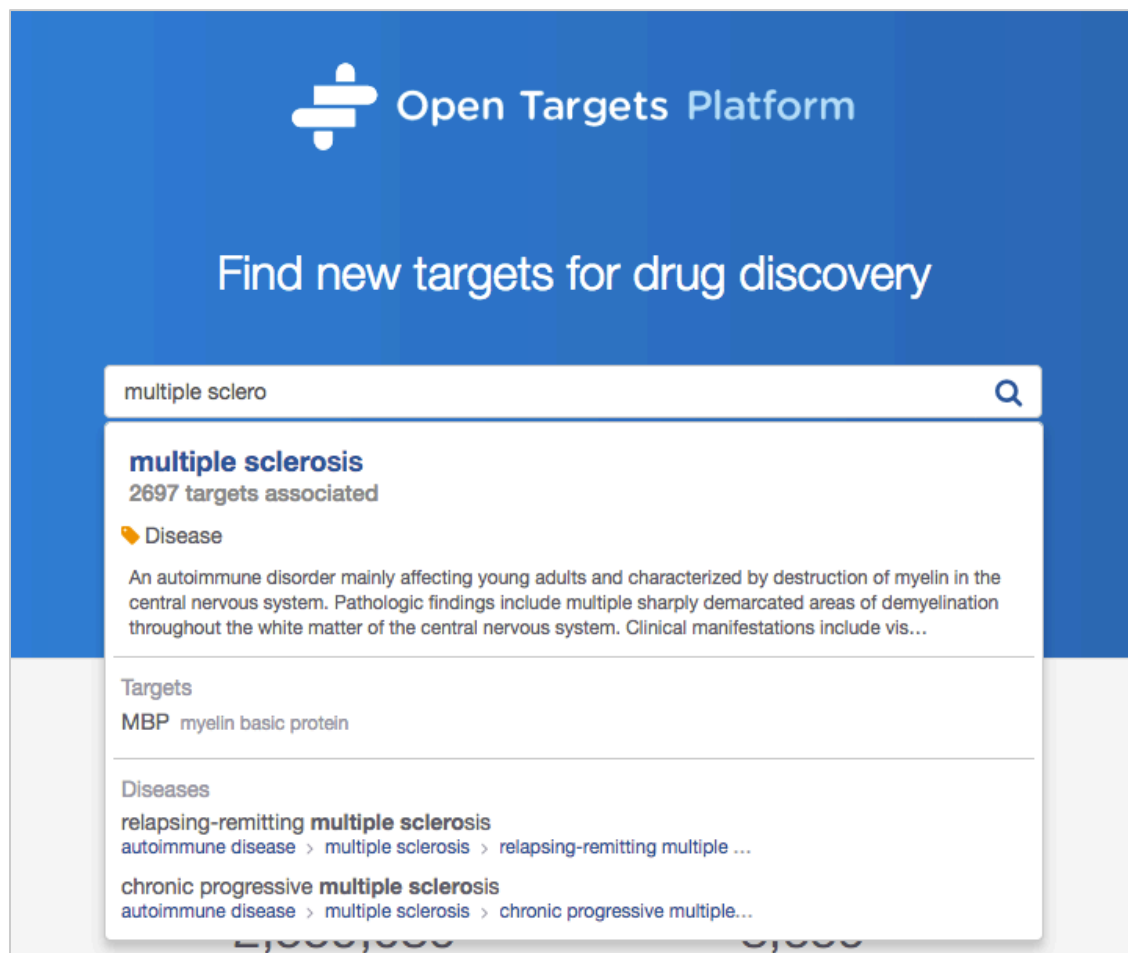 Open Targets Platform
Find new targets for drug discovery
multiple sclero
multiple sclerosis
2697 targets associated
Disease
An autoimmune disorder mainly affecting young adults and characterized by destruction of myelin in the
central nervous system. Pathologic findings include multiple sharply demarcated areas of demyelination
throughout the white matter of the central nervous system. Clinical manifestations include vis…
Targets
MBP myelin basic protein
Diseases
relapsing-remitting multiple sclerosis
autoimmune disease > multiple sclerosis > relapsing-remitting multiple …
chronic progressive multiple sclerosis
autoimmune disease > multiple sclerosis > chronic progressive multiple…